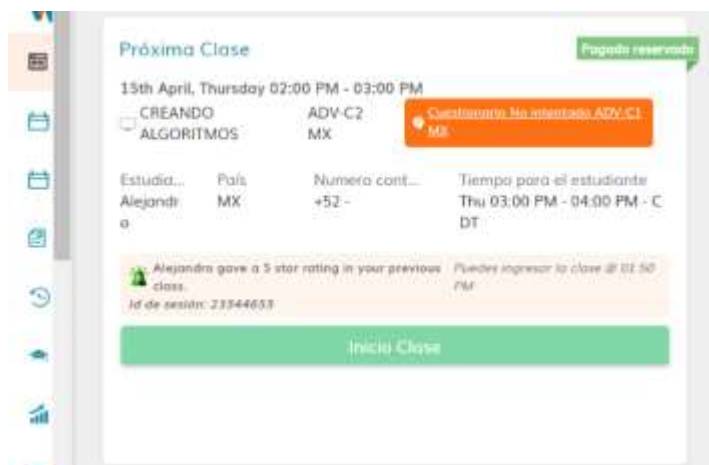 Próxima Clase
Pagado reservado
15th April, Thursday 02:00 PM - 03:00 PM
CREANDO
ALGORITMOS
ADV-C2
MX
Cuestionario No intentado ADV-C1
MX
Estudia...
País
Numero cont...
Tiempo para el estudiante
Alejandr
o
MX
+52 -
Thu 03:00 PM - 04:00 PM - C
DT
Alejandro gave a 5 star rating in your previous
class.
Puedes ingresar la clase @ 01:50
PM
Id de sesión: 23544653
Inicio Clase